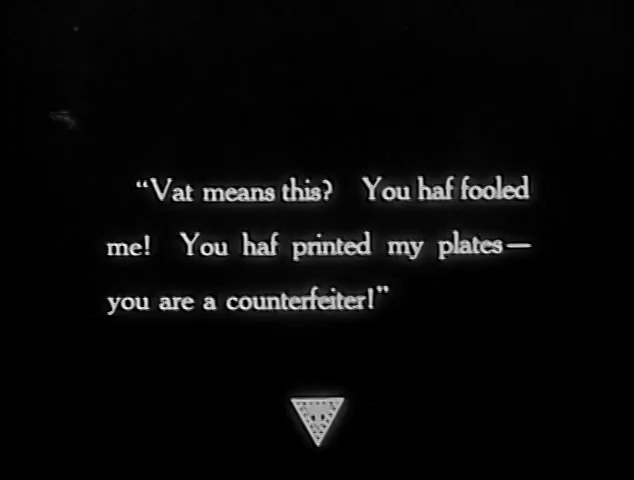 “Vat means this? You haf fooled
me! You haf printed my plates—
you are a counterfeiter!”